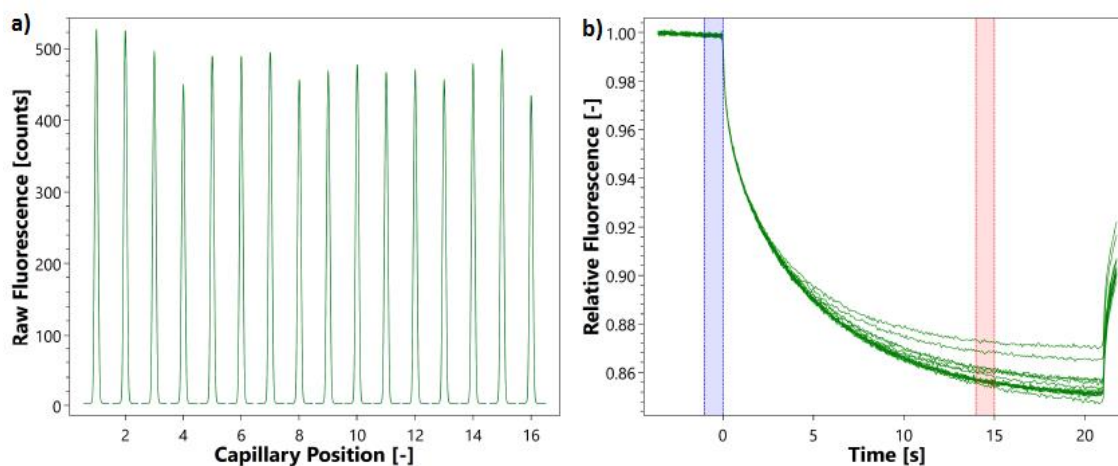 a)
Raw Fluorescence [counts]
500
400
300
200
100
0
2 4 6 8 10 12 14 16
Capillary Position [-]
b)
Relative Fluorescence [-]
1.00
0.98
0.96
0.94
0.92
0.90
0.88
0.86
0 5 10 15 20
Time [s]